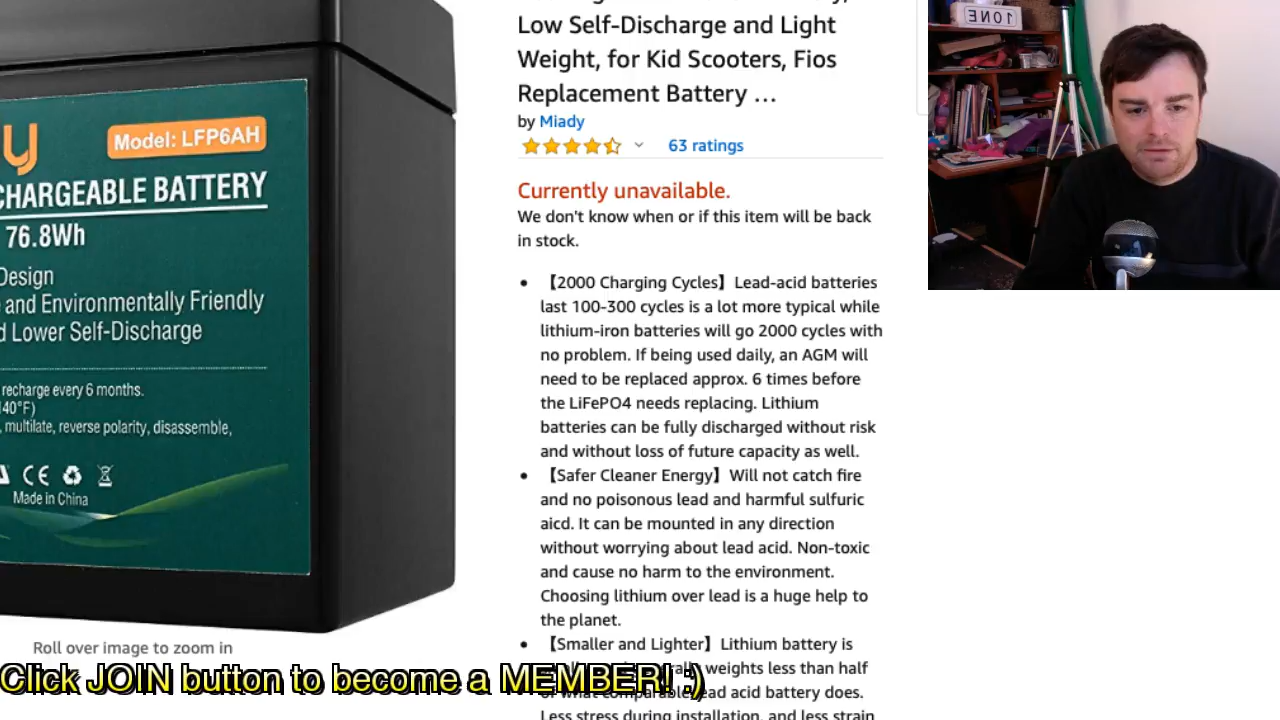 Low Self-Discharge and Light
Weight, for Kid Scooters, Fios
Replacement Battery …
by Miady
63 ratings
Currently unavailable.
We don't know when or if this item will be back
in stock.
【2000 Charging Cycles】Lead-acid batteries
last 100-300 cycles is a lot more typical while
lithium-iron batteries will go 2000 cycles with
no problem. If being used daily, an AGM will
need to be replaced approx. 6 times before
the LiFePO4 needs replacing. Lithium
batteries can be fully discharged without risk
and without loss of future capacity as well.
【Safer Cleaner Energy】Will not catch fire
and no poisonous lead and harmful sulfuric
aicd. It can be mounted in any direction
without worrying about lead acid. Non-toxic
and cause no harm to the environment.
Choosing lithium over lead is a huge help to
the planet.
【Smaller and Lighter】Lithium battery is
weights less than half
of what comparable lead acid battery does.
Less stress during installation, and less strain
y
Model: LFP6AH
CHARGEABLE BATTERY
76.8Wh
Design
e and Environmentally Friendly
d Lower Self-Discharge
recharge every 6 months.
140°F)
, multilate, reverse polarity, disassemble,
CE
Made in China
Roll over image to zoom in
Click JOIN button to become a MEMBER! :)